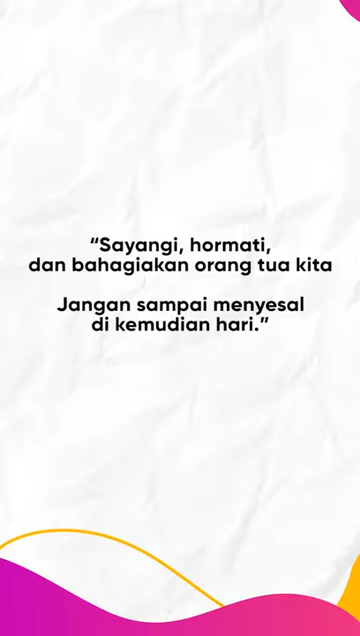 “Sayangi, hormati,
dan bahagiakan orang tua kita
Jangan sampai menyesal
di kemudian hari.”